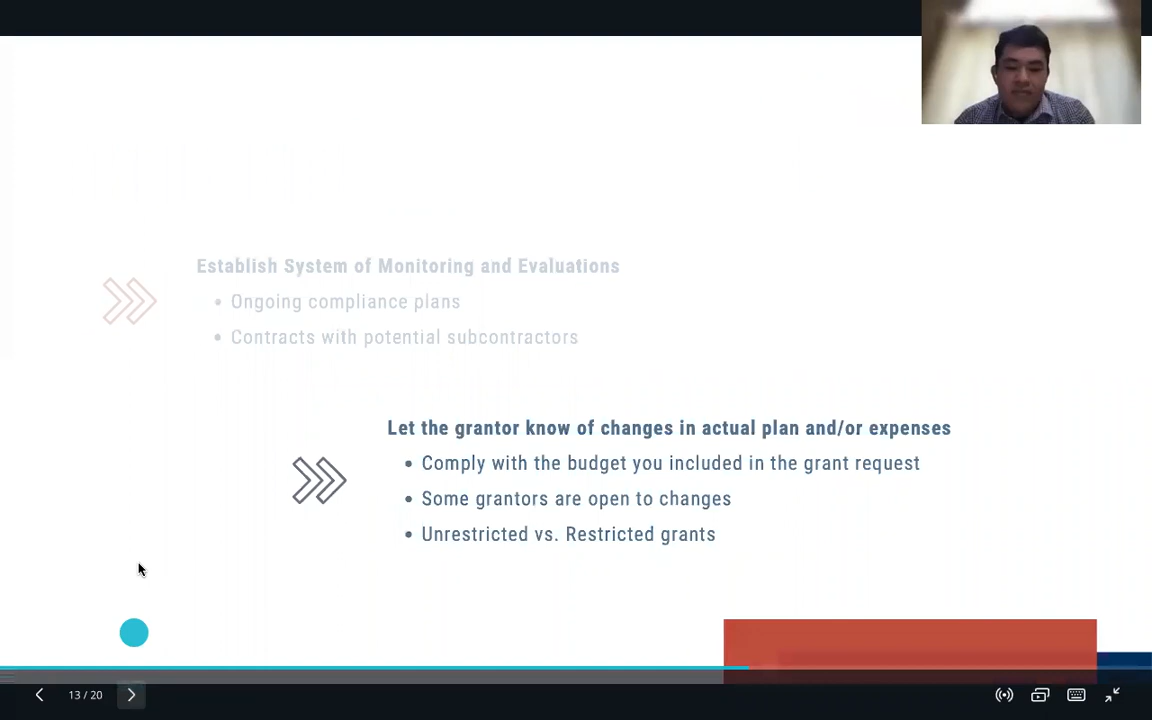 Establish System of Monitoring and Evaluations
Ongoing compliance plans
Contracts with potential subcontractors
Let the grantor know of changes in actual plan and/or expenses
Comply with the budget you included in the grant request
Some grantors are open to changes
Unrestricted vs. Restricted grants
13 / 20